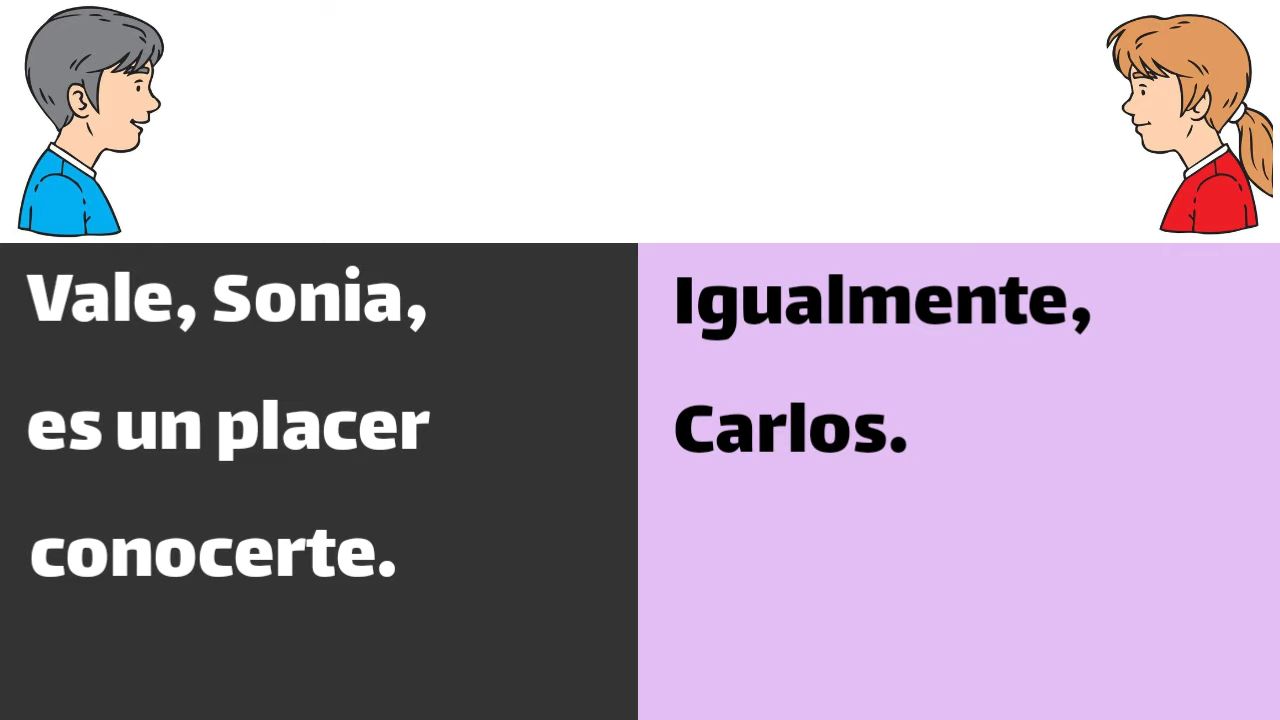 Vale, Sonia,
es un placer
conocerte.
Igualmente,
Carlos.